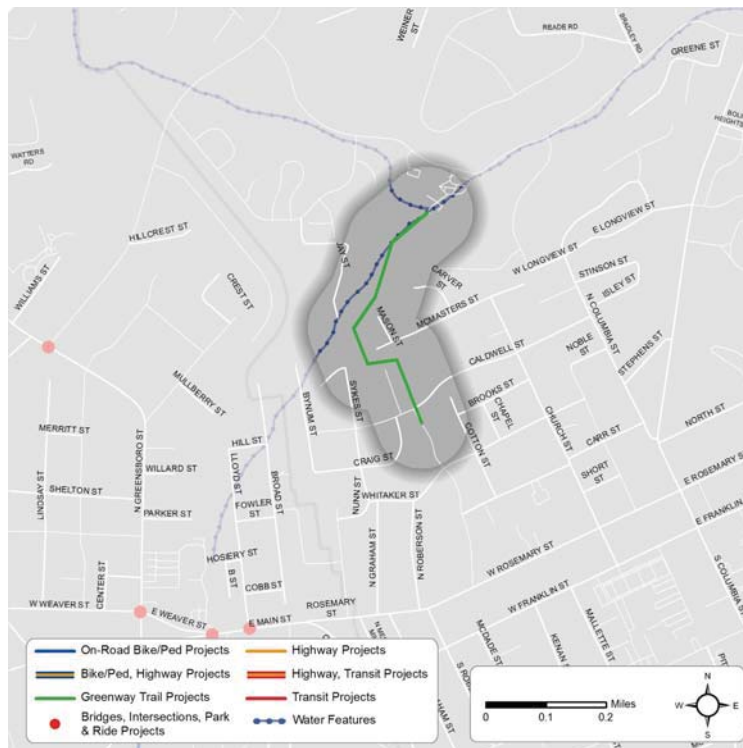 WEINER
ST
READE RD
BRADLEY
RD
GREENE ST
WATTERS
RD
HILLCREST ST
JAY ST
E LONGVIEW ST
W LONGVIEW ST
CARVER
ST
STINSON ST
ISLEY ST
WILLIAMS ST
CREST ST
MASON ST
MCMASTERS ST
N COLUMBIA ST
CALDWELL ST
NOBLE
ST
STEPHENS ST
MULLBERRY ST
SYKES ST
BYNUM ST
BROOKS ST
CHAPEL
ST
COTTON ST
CHURCH ST
CARR ST
NORTH ST
MERRITT ST
HILL ST
LINDSAY ST
N GREENSBORO ST
WILLARD ST
LLOYD ST
BROAD ST
CRAIG ST
SHORT
ST
E ROSEMARY ST
SHELTON ST
NUNN ST
WHITAKER ST
PARKER ST
FOWLER
ST
N GRAHAM ST
N ROBERSON ST
E FRANKLIN
HOSIERY ST
W ROSEMARY ST
S COLUMBIA ST
CENTER ST
B ST
COBB ST
W FRANKLIN ST
W WEAVER ST
E WEAVER ST
E MAIN ST
ROSEMARY
ST
MCDADE ST
KENAN
MALLETTE ST
On-Road Bike/Ped Projects
Highway Projects
Bike/Ped, Highway Projects
Highway, Transit Projects
Greenway Trail Projects
Transit Projects
Bridges, Intersections, Park
& Ride Projects
Water Features
Miles
0 0.1 0.2
N
W E
S